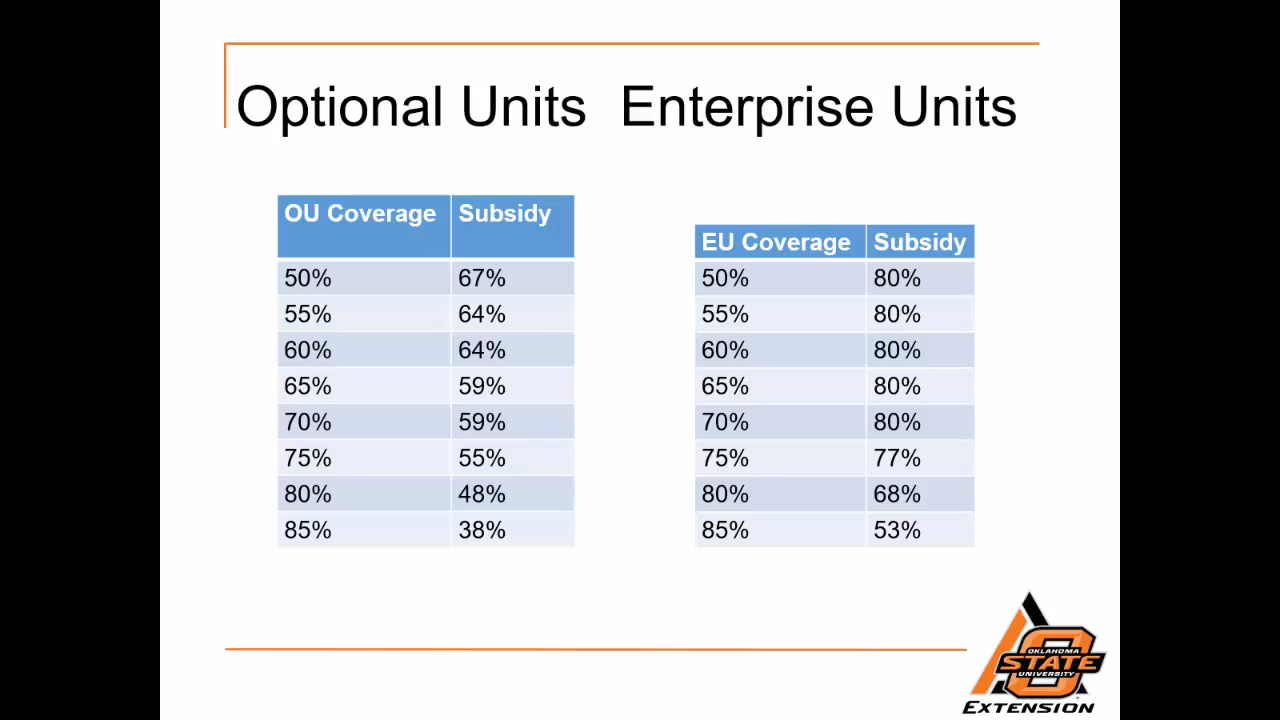 Optional Units  Enterprise Units
OU Coverage Subsidy
50% 67%
55% 64%
60% 64%
65% 59%
70% 59%
75% 55%
80% 48%
85% 38%
EU Coverage Subsidy
50% 80%
55% 80%
60% 80%
65% 80%
70% 80%
75% 77%
80% 68%
85% 53%
OKLAHOMA
STATE
UNIVERSITY
EXTENSION